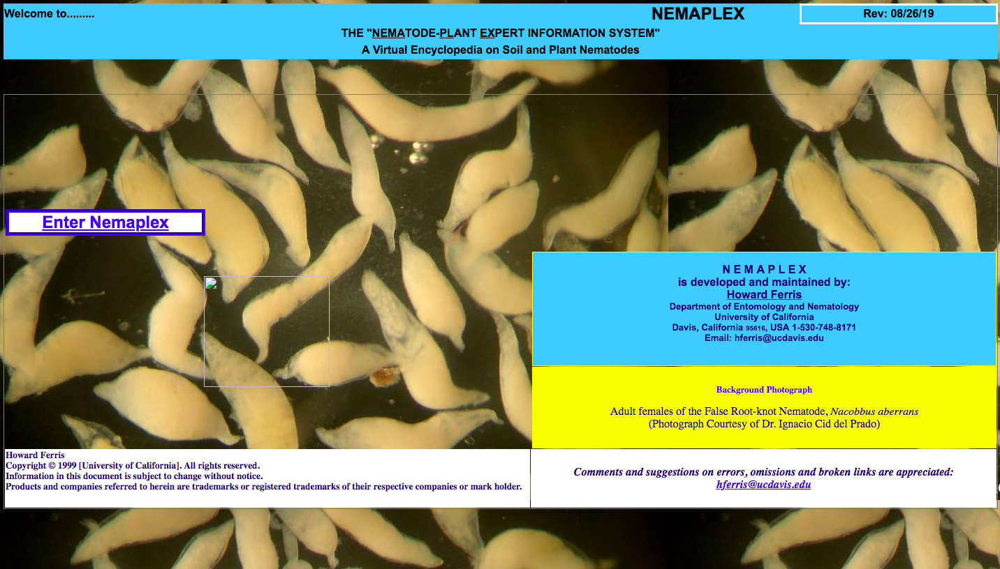 Welcome to.........
NEMAPLEX
Rev: 08/26/19
THE "NEMATODE-PLANT EXPERT INFORMATION SYSTEM"
A Virtual Encyclopedia on Soil and Plant Nematodes
Enter Nemaplex
N E M A P L E X
is developed and maintained by:
Howard Ferris
Department of Entomology and Nematology
University of California
Davis, California 95616, USA 1-530-748-8171
Email: hferris@ucdavis.edu
Background Photograph
Adult females of the False Root-knot Nematode, Nacobbus aberrans
(Photograph Courtesy of Dr. Ignacio Cid del Prado)
Howard Ferris
Copyright © 1999 [University of California]. All rights reserved.
Information in this document is subject to change without notice.
Products and companies referred to herein are trademarks or registered trademarks of their respective companies or mark holder.
Comments and suggestions on errors, omissions and broken links are appreciated:
hferris@ucdavis.edu